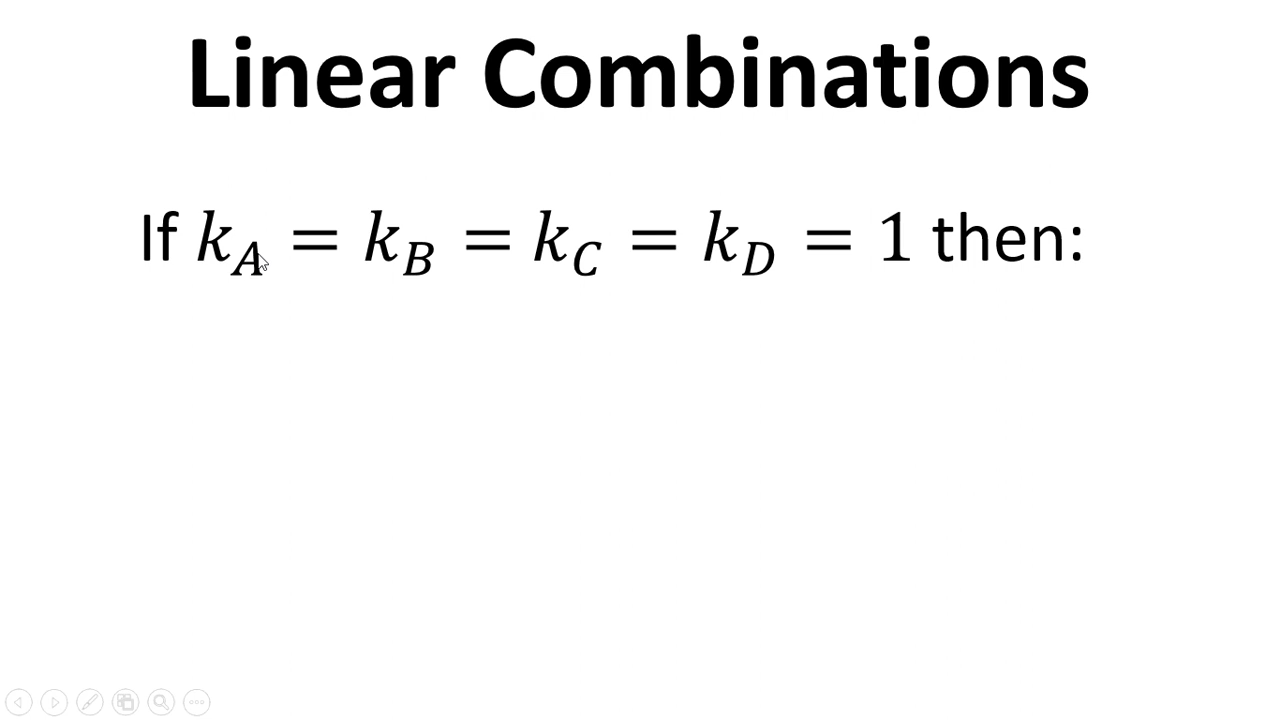 Linear Combinations
If k_A = k_B = k_C = k_D = 1 then: